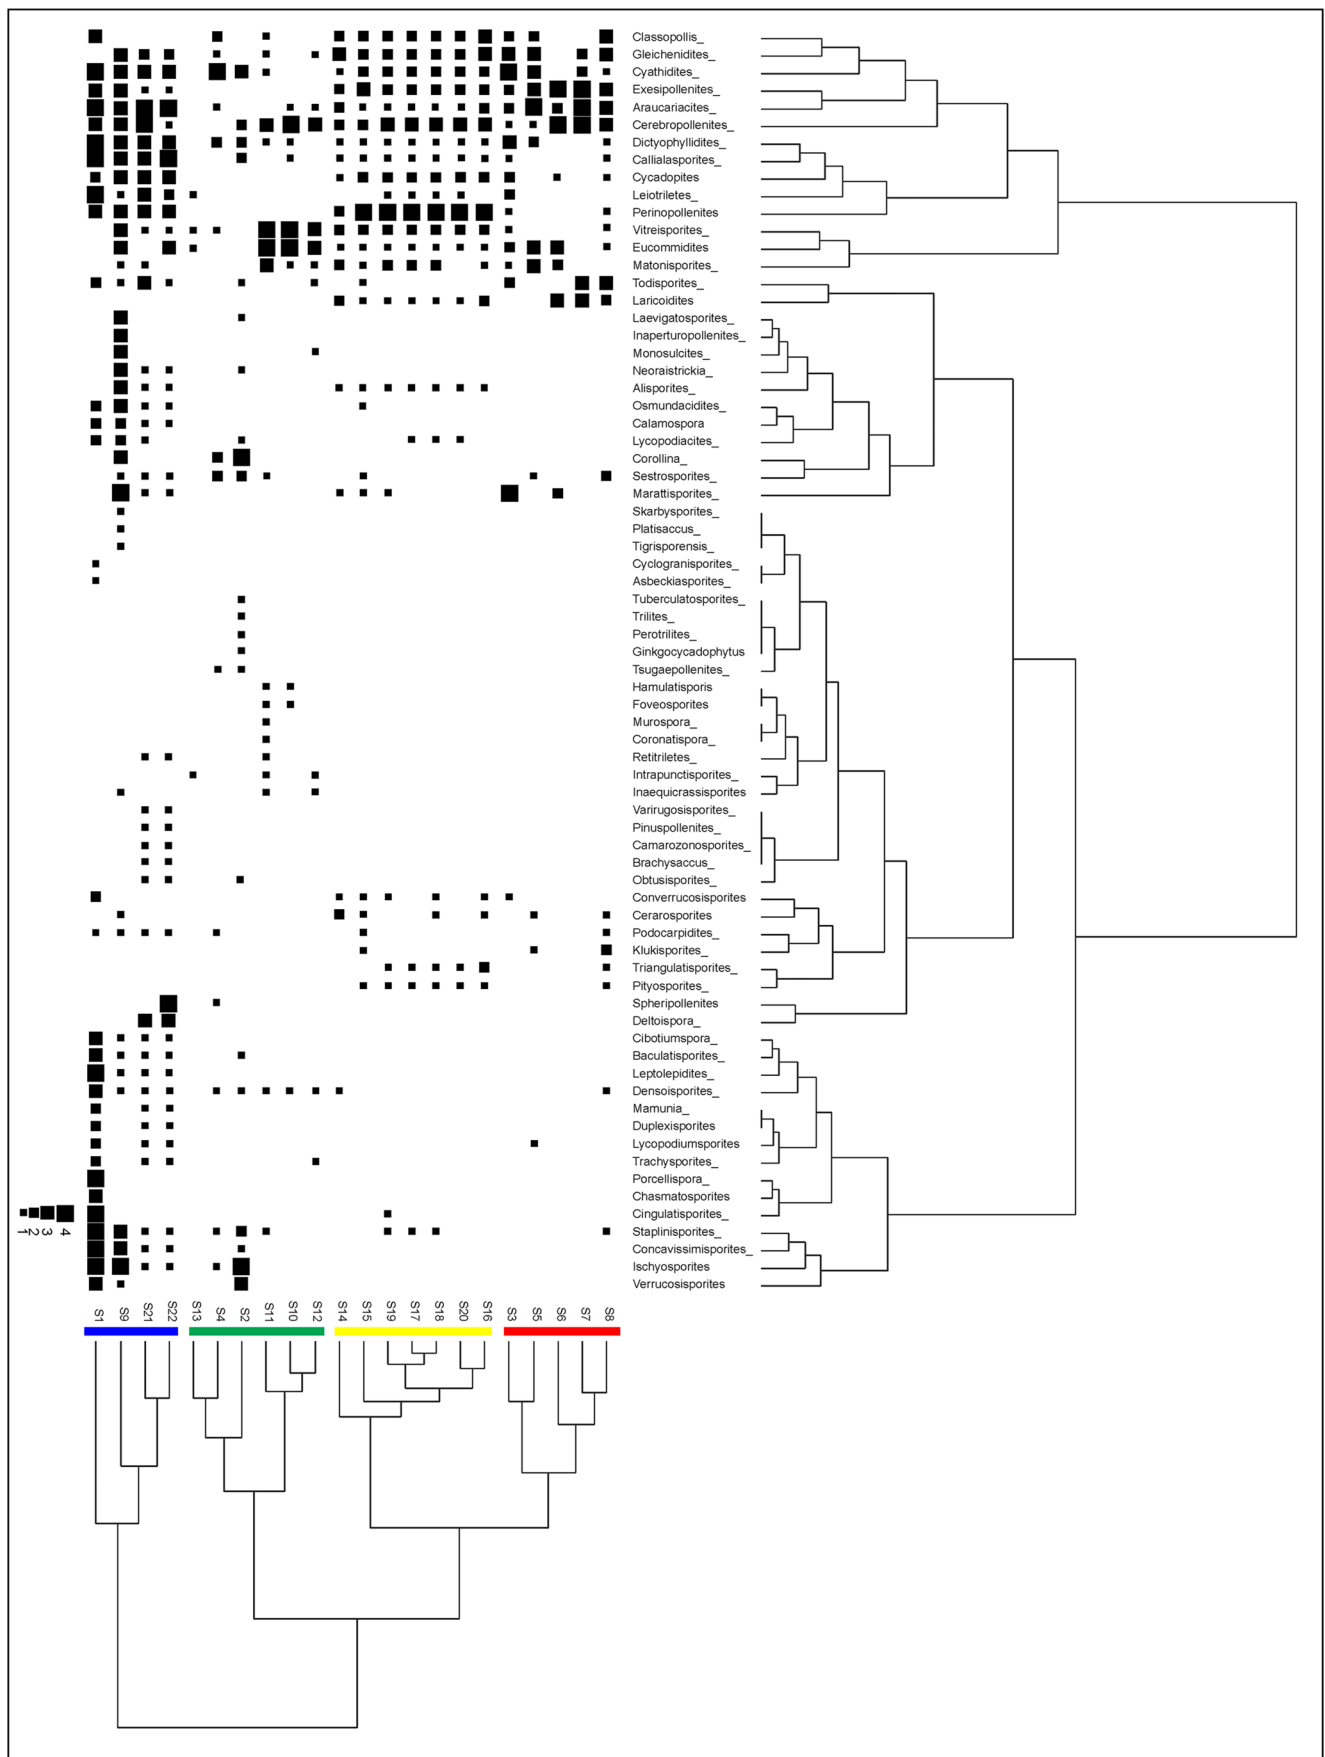 Classopollis_
Gleichenidites_
Cyathidites_
Exesipollenites_
Araucariacites_
Cerebropollenites_
Dictyophyllidites_
Callialasporites_
Cycadopites
Leiotriletes_
Perinopollenites
Vitreisporites_
Eucommidites
Matonisporites_
Todisporites_
Laricoidites
Laevigatosporites_
Inaperturopollenites_
Monosulcites_
Neoraistrickia_
Alisporites_
Osmundacidites_
Calamospora
Lycopodiacites_
Corollina_
Sestrosporites_
Marattisporites_
Skarbysporites_
Platisaccus_
Tigrisporensis_
Cyclogranisporites_
Asbeckiasporites_
Tuberculatosporites_
Trilites_
Perotrilites_
Ginkgocycadophytus
Tsugaepollenites_
Hamulatisporis
Foveosporites
Murospora_
Coronatispora_
Retitriletes_
Intrapunctisporites_
Inaequicrassisporites
Varirugosisporites_
Pinuspollenites_
Camarozonosporites_
Brachysaccus_
Obtusisporites_
Converrucosisporites
Cerarosporites
Podocarpidites_
Klukisporites_
Triangulatisporites_
Pityosporites_
Spheripollenites
Deltoispora_
Cibotiumspora_
Baculatisporites_
Leptolepidites_
Densoisporites_
Mamunia_
Duplexisporites
Lycopodiumsporites
Trachysporites_
Porcellispora_
Chasmatosporites
Cingulatisporites_
Staplinisporites_
Concavissimisporites_
Ischyosporites
Verrucosisporites
1
2
3
4
S1
S9
S21
S22
S13
S4
S2
S11
S10
S12
S14
S15
S19
S17
S18
S20
S16
S3
S5
S6
S7
S8